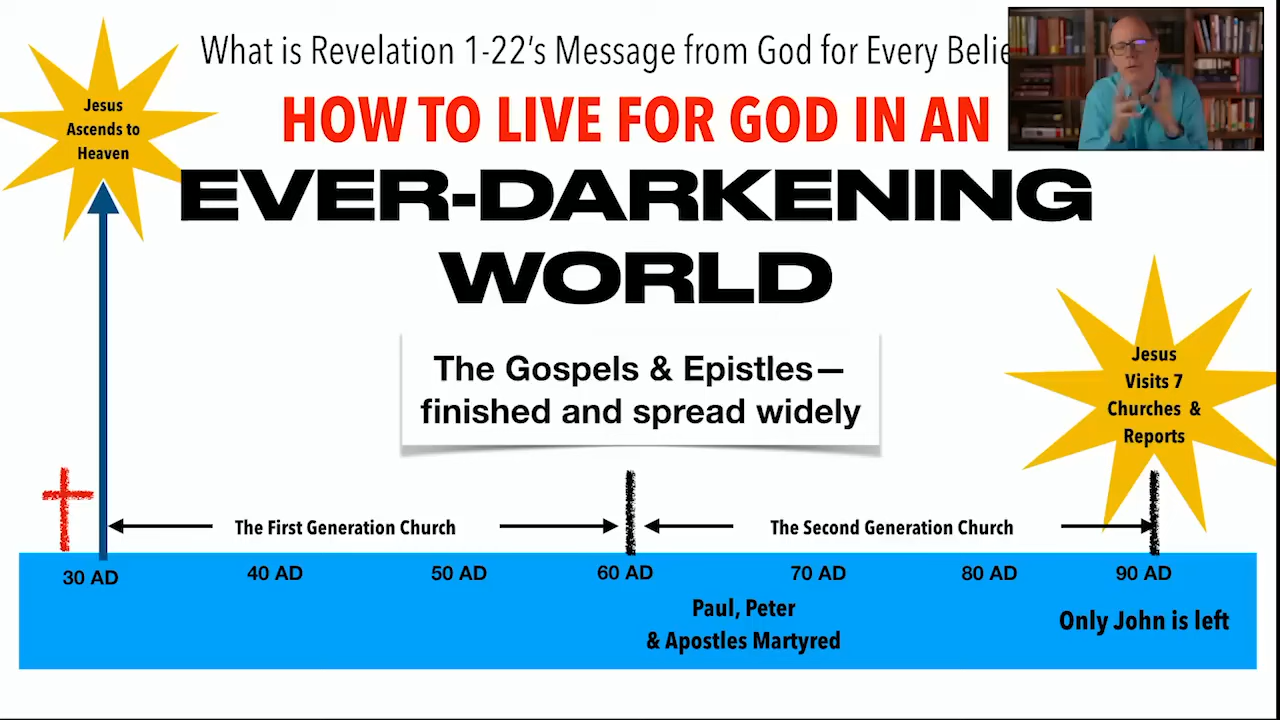 What is Revelation 1-22's Message from God for Every
HOW TO LIVE FOR GOD IN AN
EVER-DARKENING
WORLD
Jesus
Ascends to
Heaven
The Gospels & Epistles—
finished and spread widely
Jesus
Visits 7
Churches &
Reports
The First Generation Church
The Second Generation Church
30 AD
40 AD
50 AD
60 AD
70 AD
80 AD
90 AD
Paul, Peter
& Apostles Martyred
Only John is left